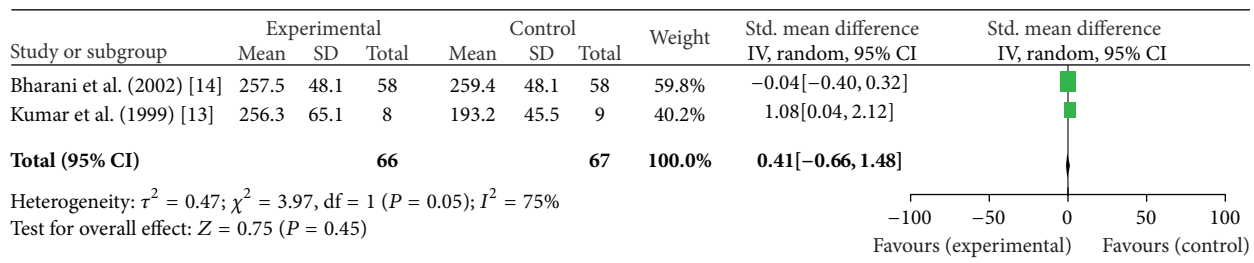 Experimental Control Std. mean difference Std. mean difference
Study or subgroup Mean SD Total Mean SD Total Weight IV, random, 95% CI IV, random, 95% CI
Bharani et al. (2002) [14] 257.5 48.1 58 259.4 48.1 58 59.8% −0.04[−0.40, 0.32]
Kumar et al. (1999) [13] 256.3 65.1 8 193.2 45.5 9 40.2% 1.08[0.04, 2.12]
Total (95% CI) 66 67 100.0% 0.41[−0.66, 1.48]
Heterogeneity: τ² = 0.47; χ² = 3.97, df = 1 (P = 0.05); I² = 75%
Test for overall effect: Z = 0.75 (P = 0.45)
−100 −50 0 50 100
Favours (experimental) Favours (control)